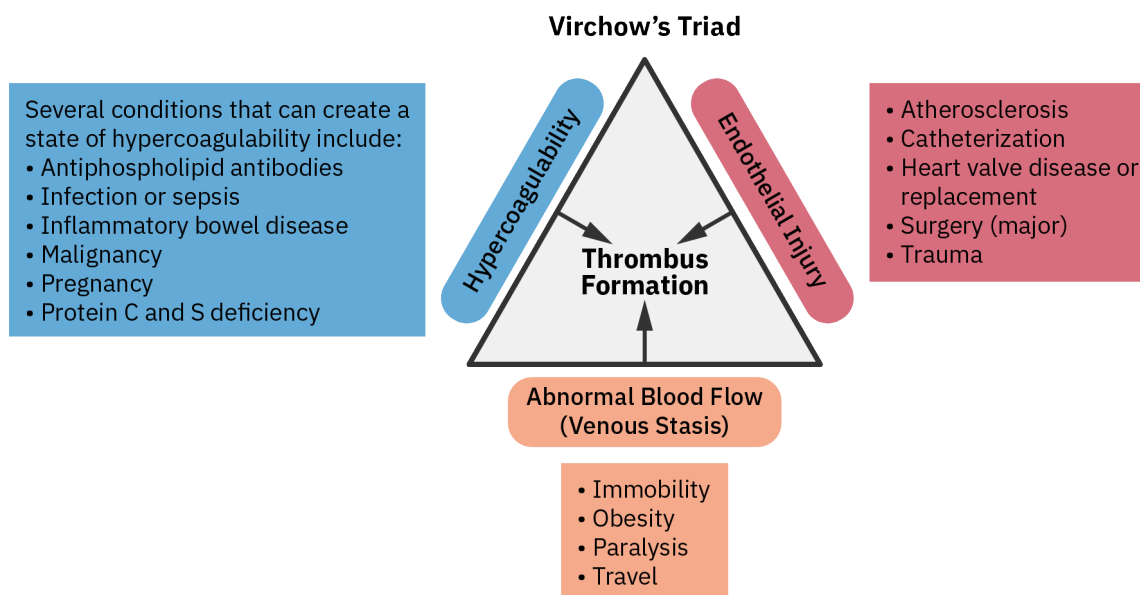 Virchow's Triad
Several conditions that can create a
state of hypercoagulability include:
• Antiphospholipid antibodies
• Infection or sepsis
• Inflammatory bowel disease
• Malignancy
• Pregnancy
• Protein C and S deficiency
Hypercoagulability
Endothelial Injury
• Atherosclerosis
• Catheterization
• Heart valve disease or
replacement
• Surgery (major)
• Trauma
Thrombus
Formation
Abnormal Blood Flow
(Venous Stasis)
• Immobility
• Obesity
• Paralysis
• Travel